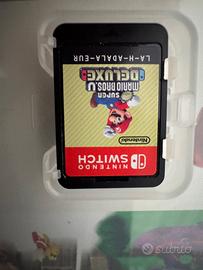 NINTENDO
SWITCH
Nintendo
SUPER
MARIO BROS. U
DELUXE
LA-H-ADALA-EUR
subito